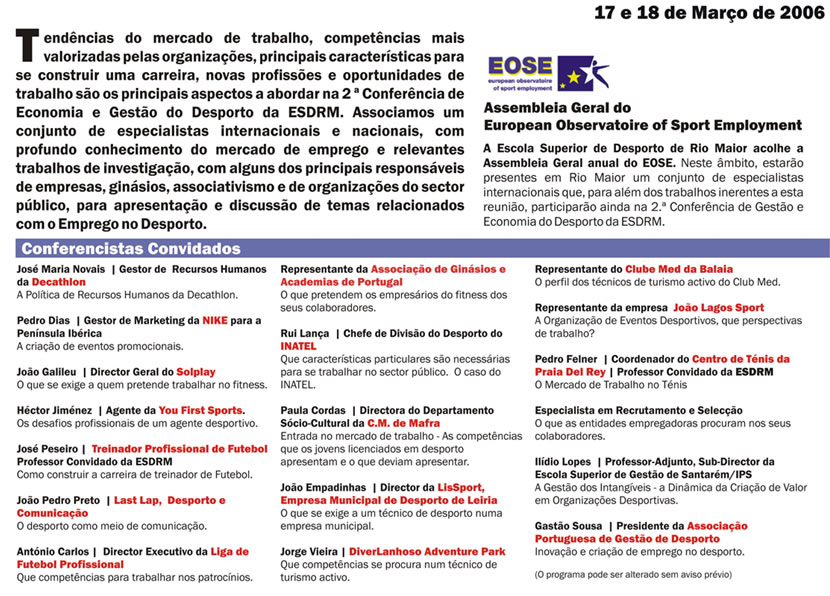 17 e 18 de Março de 2006
Tendências do mercado de trabalho, competências mais
valorizadas pelas organizações, principais características para
se construir uma carreira, novas profissões e oportunidades de
trabalho são os principais aspectos a abordar na 2 ª Conferência de
Economia e Gestão do Desporto da ESDRM. Associamos um
conjunto de especialistas internacionais e nacionais, com
profundo conhecimento do mercado de emprego e relevantes
trabalhos de investigação, com alguns dos principais responsáveis
de empresas, ginásios, associativismo e de organizações do sector
público, para apresentação e discussão de temas relacionados
com o Emprego no Desporto.
EOSE
european observatoire
of sport employment
Assembleia Geral do
European Observatoire of Sport Employment
A Escola Superior de Desporto de Rio Maior acolhe a
Assembleia Geral anual do EOSE. Neste âmbito, estarão
presentes em Rio Maior um conjunto de especialistas
internacionais que, para além dos trabalhos inerentes a esta
reunião, participarão ainda na 2.ª Conferência de Gestão e
Economia do Desporto da ESDRM.
Conferencistas Convidados
José Maria Novais | Gestor de Recursos Humanos
da Decathlon
A Política de Recursos Humanos da Decathlon.
Pedro Dias | Gestor de Marketing da NIKE para a
Península Ibérica
A criação de eventos promocionais.
João Galileu | Director Geral do Solplay
O que se exige a quem pretende trabalhar no fitness.
Héctor Jiménez | Agente da You First Sports.
Os desafios profissionais de um agente desportivo.
José Peseiro | Treinador Profissional de Futebol
Professor Convidado da ESDRM
Como construir a carreira de treinador de Futebol.
João Pedro Preto | Last Lap, Desporto e
Comunicação
O desporto como meio de comunicação.
António Carlos | Director Executivo da Liga de
Futebol Profissional
Que competências para trabalhar nos patrocínios.
Representante da Associação de Ginásios e
Academias de Portugal
O que pretendem os empresários do fitness dos
seus colaboradores.
Rui Lança | Chefe de Divisão do Desporto do
INATEL
Que características particulares são necessárias
para se trabalhar no sector público. O caso do
INATEL.
Paula Cordas | Directora do Departamento
Sócio-Cultural da C.M. de Mafra
Entrada no mercado de trabalho - As competências
que os jovens licenciados em desporto
apresentam e o que deviam apresentar.
João Empadinhas | Director da LisSport,
Empresa Municipal de Desporto de Leiria
O que se exige a um técnico de desporto numa
empresa municipal.
Jorge Vieira | DiverLanhoso Adventure Park
Que competências se procura num técnico de
turismo activo.
Representante do Clube Med da Balaia
O perfil dos técnicos de turismo activo do Club Med.
Representante da empresa João Lagos Sport
A Organização de Eventos Desportivos, que perspectivas
de trabalho?
Pedro Felner | Coordenador do Centro de Ténis da
Praia Del Rey | Professor Convidado da ESDRM
O Mercado de Trabalho no Ténis
Especialista em Recrutamento e Selecção
O que as entidades empregadoras procuram nos seus
colaboradores.
Ilídio Lopes | Professor-Adjunto, Sub-Director da
Escola Superior de Gestão de Santarém/IPS
A Gestão dos Intangíveis - a Dinâmica da Criação de Valor
em Organizações Desportivas.
Gastão Sousa | Presidente da Associação
Portuguesa de Gestão de Desporto
Inovação e criação de emprego no desporto.
(O programa pode ser alterado sem aviso prévio)